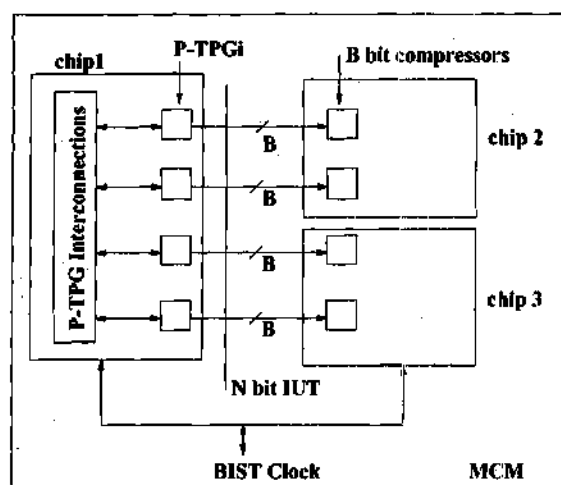 P-TPGi
chip1
B bit compressors
P-TPG Interconnections
B
chip 2
B
B
chip 3
B
N bit IUT
BIST Clock
MCM